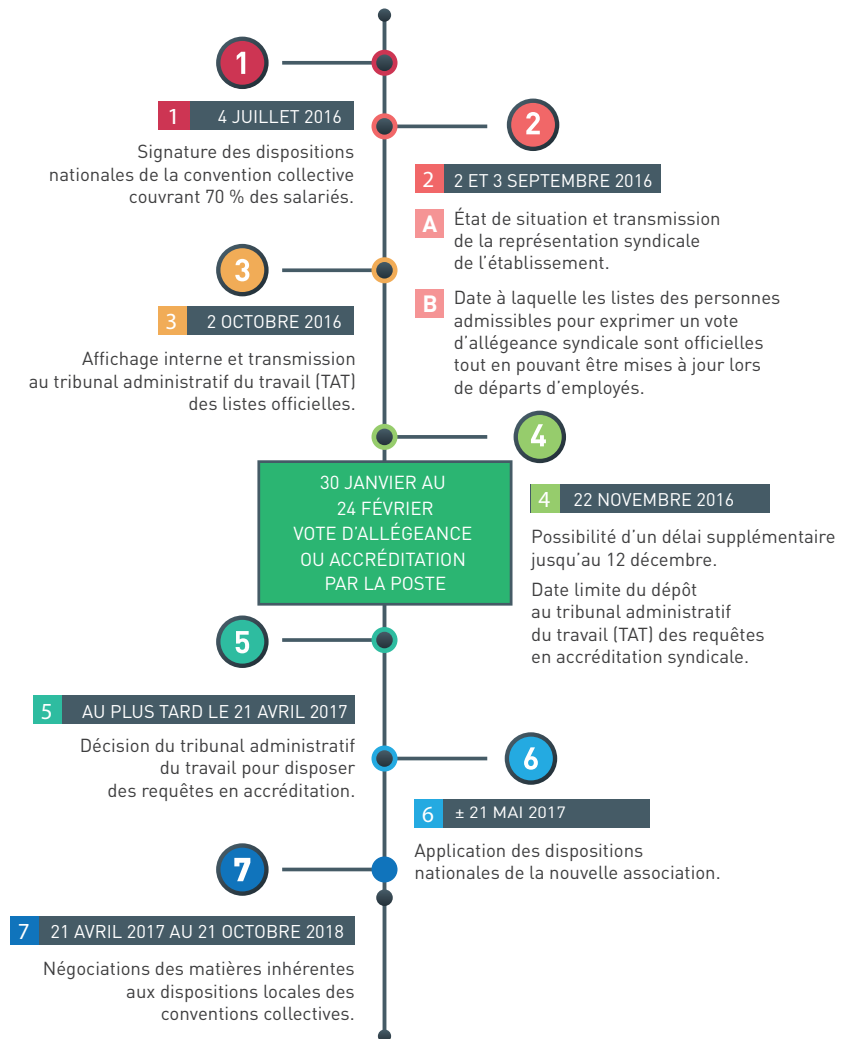 1
1 4 JUILLET 2016
Signature des dispositions
nationales de la convention collective
couvrant 70 % des salariés.
2
2 2 ET 3 SEPTEMBRE 2016
A État de situation et transmission
de la représentation syndicale
de l'établissement.
B Date à laquelle les listes des personnes
admissibles pour exprimer un vote
d'allégeance syndicale sont officielles
tout en pouvant être mises à jour lors
de départs d'employés.
3
3 2 OCTOBRE 2016
Affichage interne et transmission
au tribunal administratif du travail (TAT)
des listes officielles.
4
4 22 NOVEMBRE 2016
Possibilité d'un délai supplémentaire
jusqu'au 12 décembre.
Date limite du dépôt
au tribunal administratif
du travail (TAT) des requêtes
en accréditation syndicale.
30 JANVIER AU
24 FÉVRIER
VOTE D'ALLÉGEANCE
OU ACCRÉDITATION
PAR LA POSTE
5
5 AU PLUS TARD LE 21 AVRIL 2017
Décision du tribunal administratif
du travail pour disposer
des requêtes en accréditation.
6
6 ± 21 MAI 2017
Application des dispositions
nationales de la nouvelle association.
7
7 21 AVRIL 2017 AU 21 OCTOBRE 2018
Négociations des matières inhérentes
aux dispositions locales des
conventions collectives.